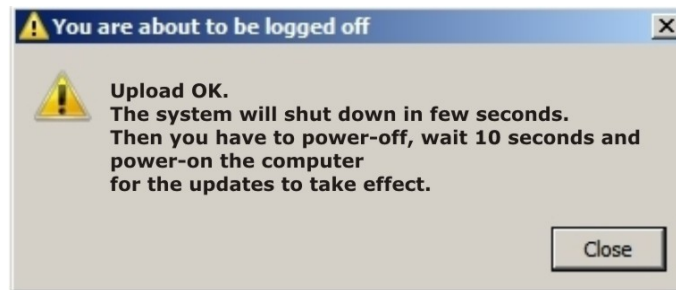 You are about to be logged off
Upload OK.
The system will shut down in few seconds.
Then you have to power-off, wait 10 seconds and
power-on the computer
for the updates to take effect.
Close